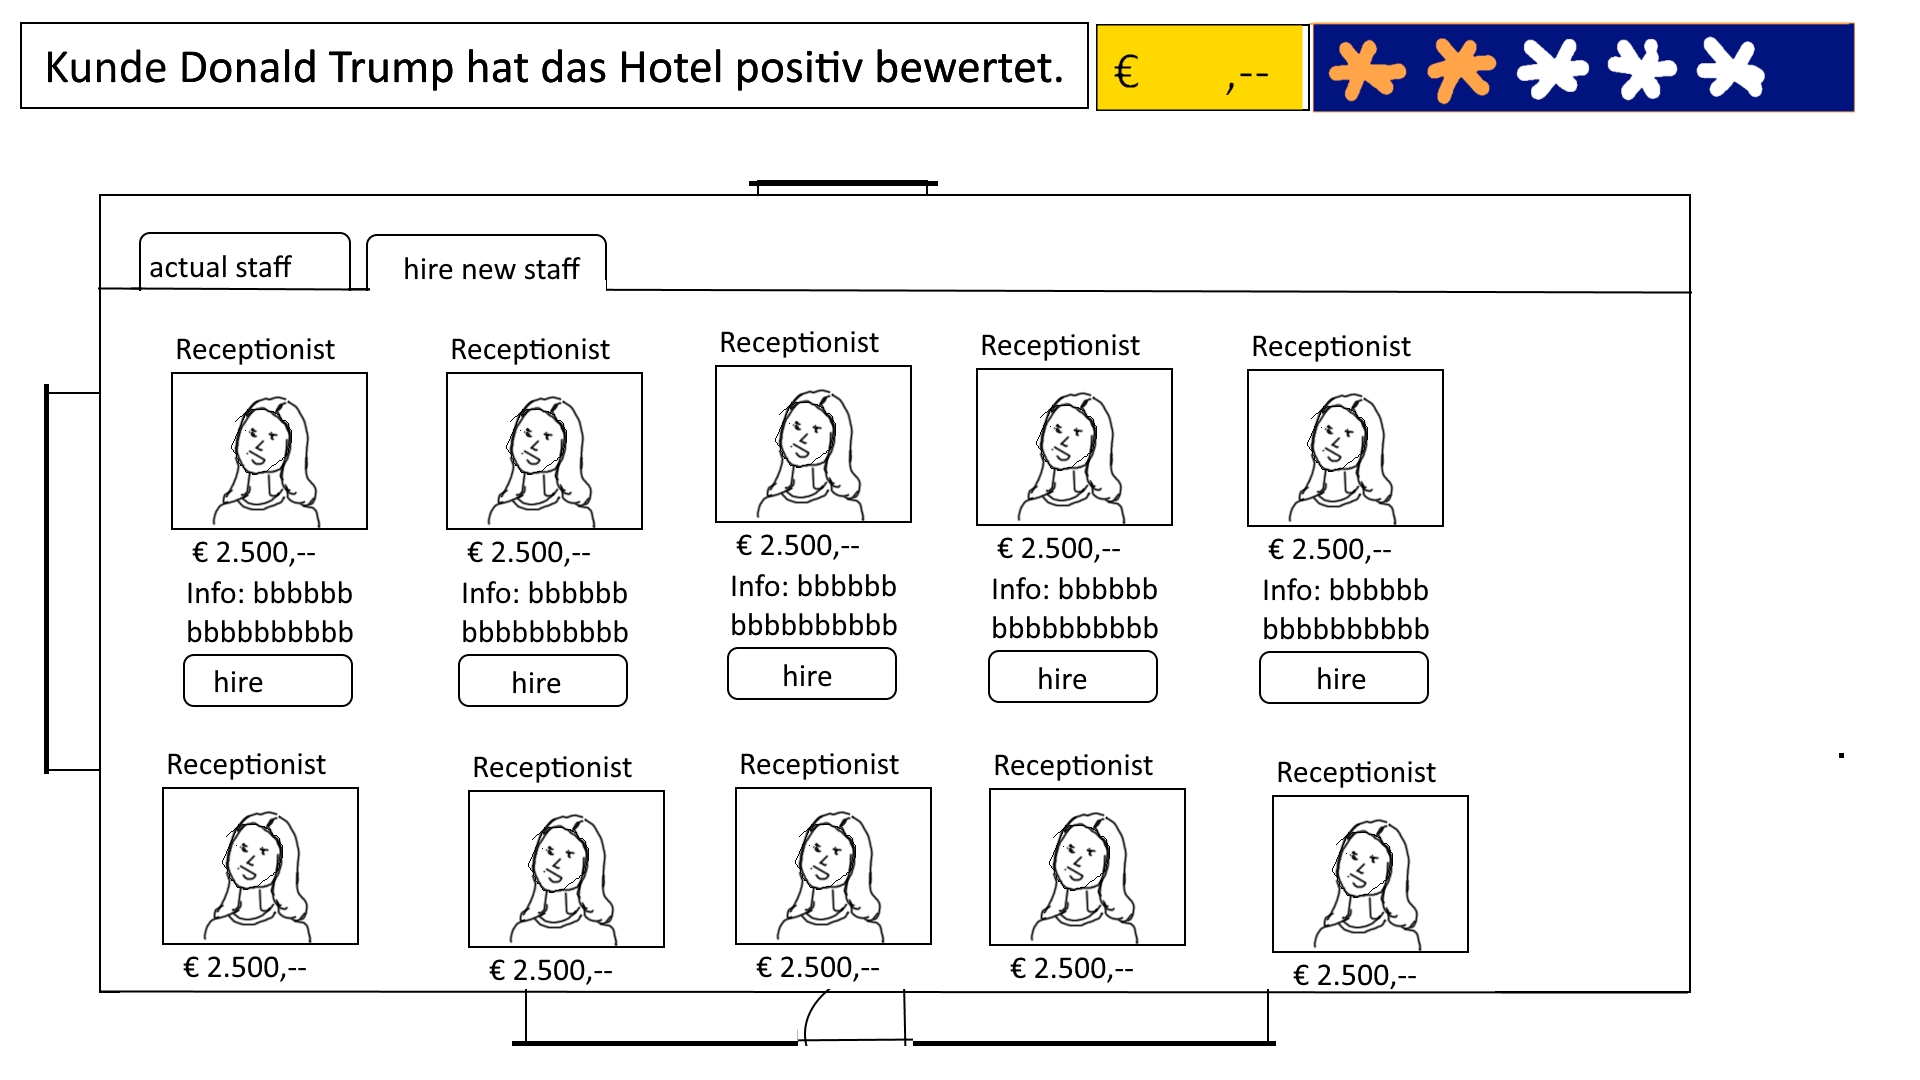 Kunde Donald Trump hat das Hotel positiv bewertet.
€ ,--
actual staff
hire new staff
Receptionist
€ 2.500,--
Info: bbbbbb
bbbbbbbbbb
hire
Receptionist
€ 2.500,--
Info: bbbbbb
bbbbbbbbbb
hire
Receptionist
€ 2.500,--
Info: bbbbbb
bbbbbbbbbb
hire
Receptionist
€ 2.500,--
Info: bbbbbb
bbbbbbbbbb
hire
Receptionist
€ 2.500,--
Info: bbbbbb
bbbbbbbbbb
hire
Receptionist
€ 2.500,--
Receptionist
€ 2.500,--
Receptionist
€ 2.500,--
Receptionist
€ 2.500,--
Receptionist
€ 2.500,--